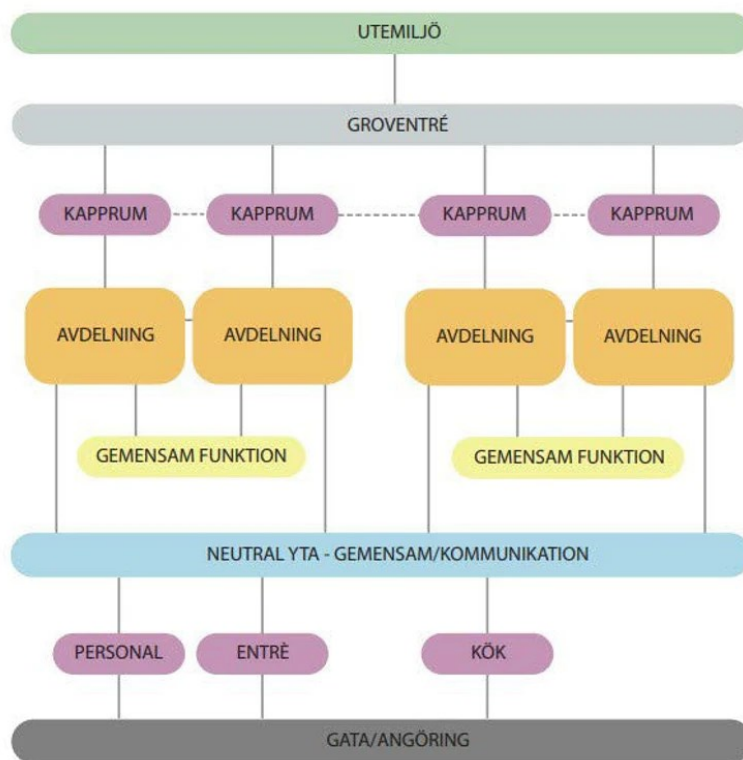 UTEMILJÖ
GROVENTRÉ
KAPPRUM KAPPRUM KAPPRUM KAPPRUM
AVDELNING AVDELNING AVDELNING AVDELNING
GEMENSAM FUNKTION GEMENSAM FUNKTION
NEUTRAL YTA - GEMENSAM/KOMMUNIKATION
PERSONAL ENTRÈ KÖK
GATA/ANGÖRING